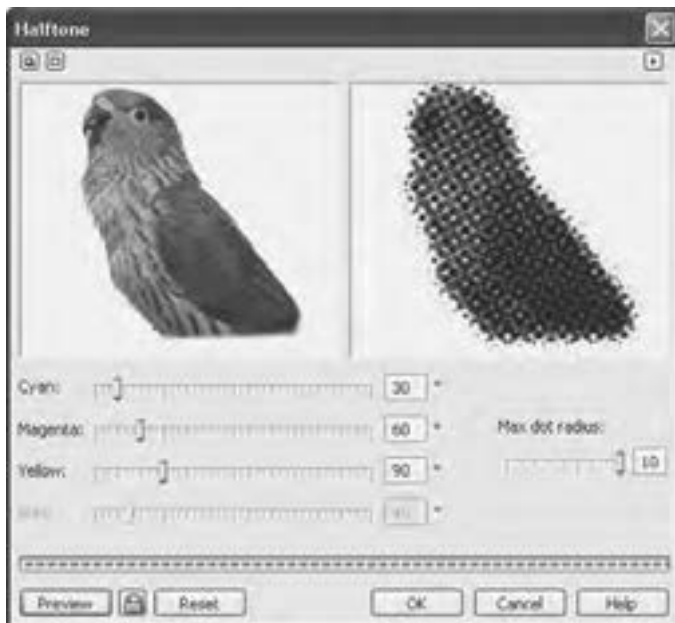 Halftone
Cyan: 30 °
Magenta: 60 °
Max dot radius:
Yellow: 90 ° 10
°
Preview Reset OK Cancel Help